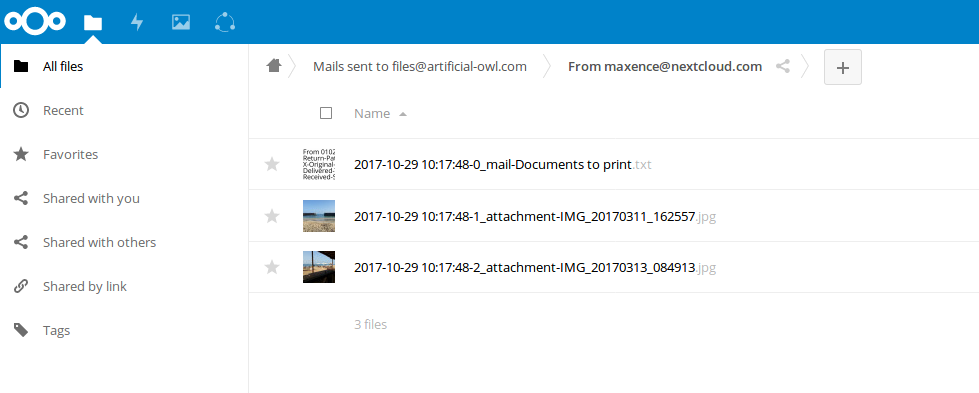 All files
Recent
Favorites
Shared with you
Shared with others
Shared by link
Tags
Mails sent to files@artificial-owl.com
From maxence@nextcloud.com
+
Name
From 0102
Return-Pa
X-Original-
Delivered-
Received-S
2017-10-29 10:17:48-0_mail-Documents to print.txt
2017-10-29 10:17:48-1_attachment-IMG_20170311_162557.jpg
2017-10-29 10:17:48-2_attachment-IMG_20170313_084913.jpg
3 files